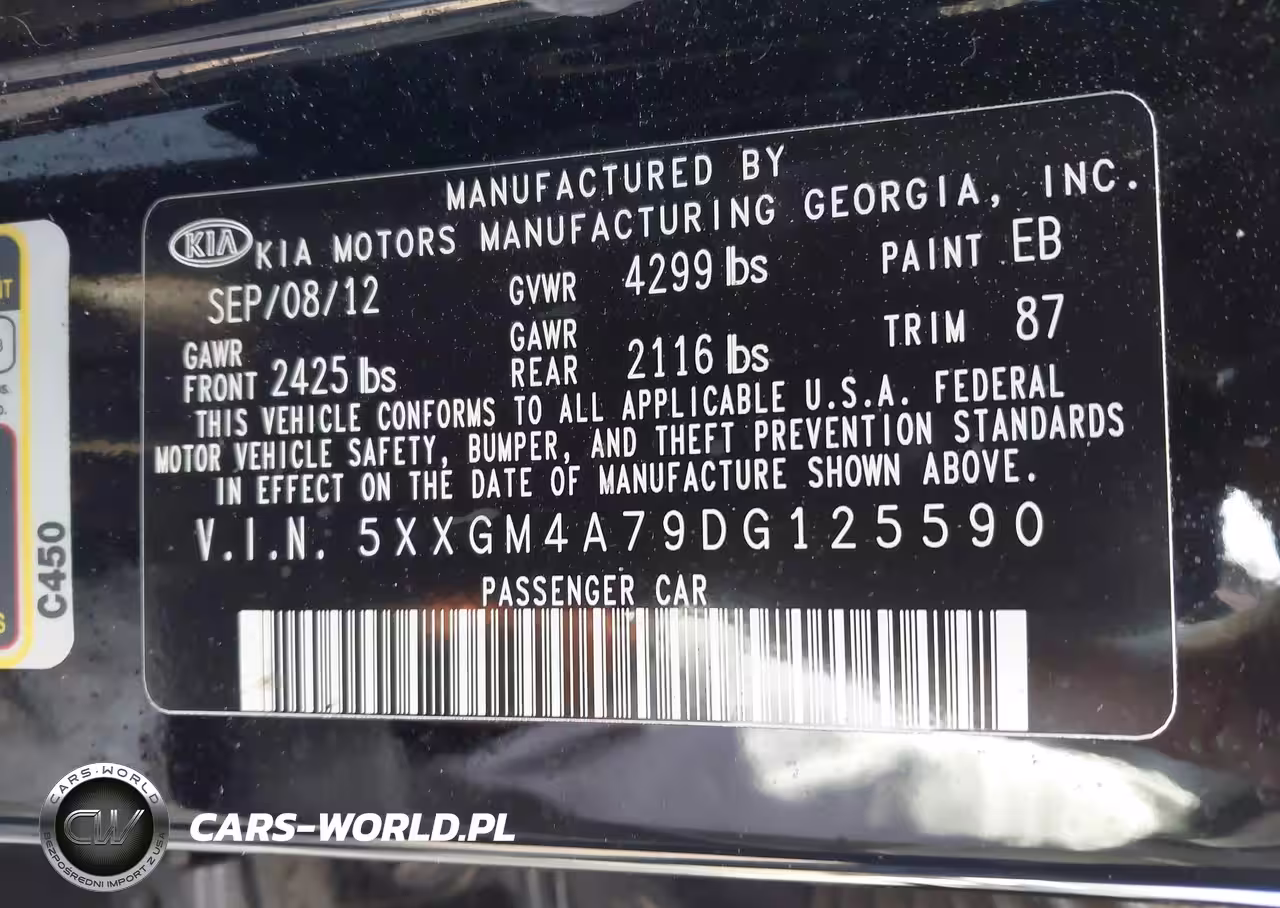 MANUFACTURED BY
KIA KIA MOTORS MANUFACTURING GEORGIA, INC.
SEP/08/12 GVWR 4299 lbs PAINT EB
GAWR FRONT 2425 lbs GAWR REAR 2116 lbs TRIM 87
THIS VEHICLE CONFORMS TO ALL APPLICABLE U.S.A. FEDERAL
MOTOR VEHICLE SAFETY, BUMPER, AND THEFT PREVENTION STANDARDS
IN EFFECT ON THE DATE OF MANUFACTURE SHOWN ABOVE.
V.I.N. 5XXGM4A79DG125590
PASSENGER CAR
C450
CARS-WORLD
CW
BEZPOŚREDNI IMPORT Z USA
CARS-WORLD.PL